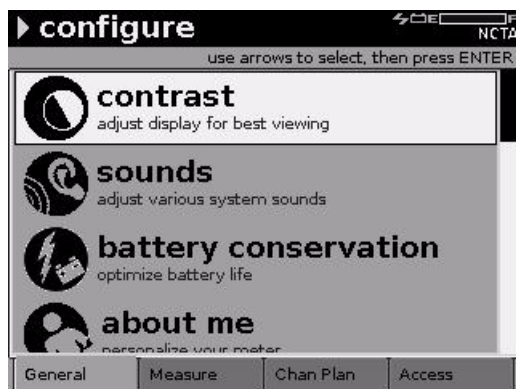 configure
E F
NCTA
use arrows to select, then press ENTER
contrast
adjust display for best viewing
sounds
adjust various system sounds
battery conservation
optimize battery life
about me
personalize your meter
General Measure Chan Plan Access